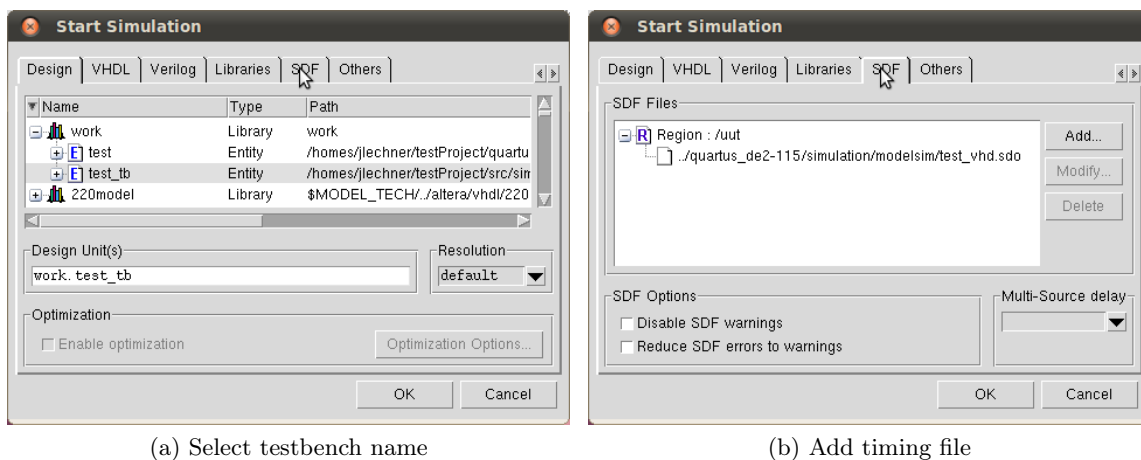 Start Simulation
Design VHDL Verilog Libraries SDF Others
Name Type Path
work Library work
test Entity /homes/jlechner/testProject/quartu
test_tb Entity /homes/jlechner/testProject/src/sim
220model Library $MODEL_TECH/../altera/vhdl/220
Design Unit(s)
work.test_tb
Resolution
default
Optimization
Enable optimization
Optimization Options...
OK Cancel
(a) Select testbench name
Start Simulation
Design VHDL Verilog Libraries SDF Others
SDF Files
R Region : /uut
../quartus_de2-115/simulation/modelsim/test_vhd.sdo
Add...
Modify...
Delete
SDF Options
Disable SDF warnings
Reduce SDF errors to warnings
Multi-Source delay
OK Cancel
(b) Add timing file